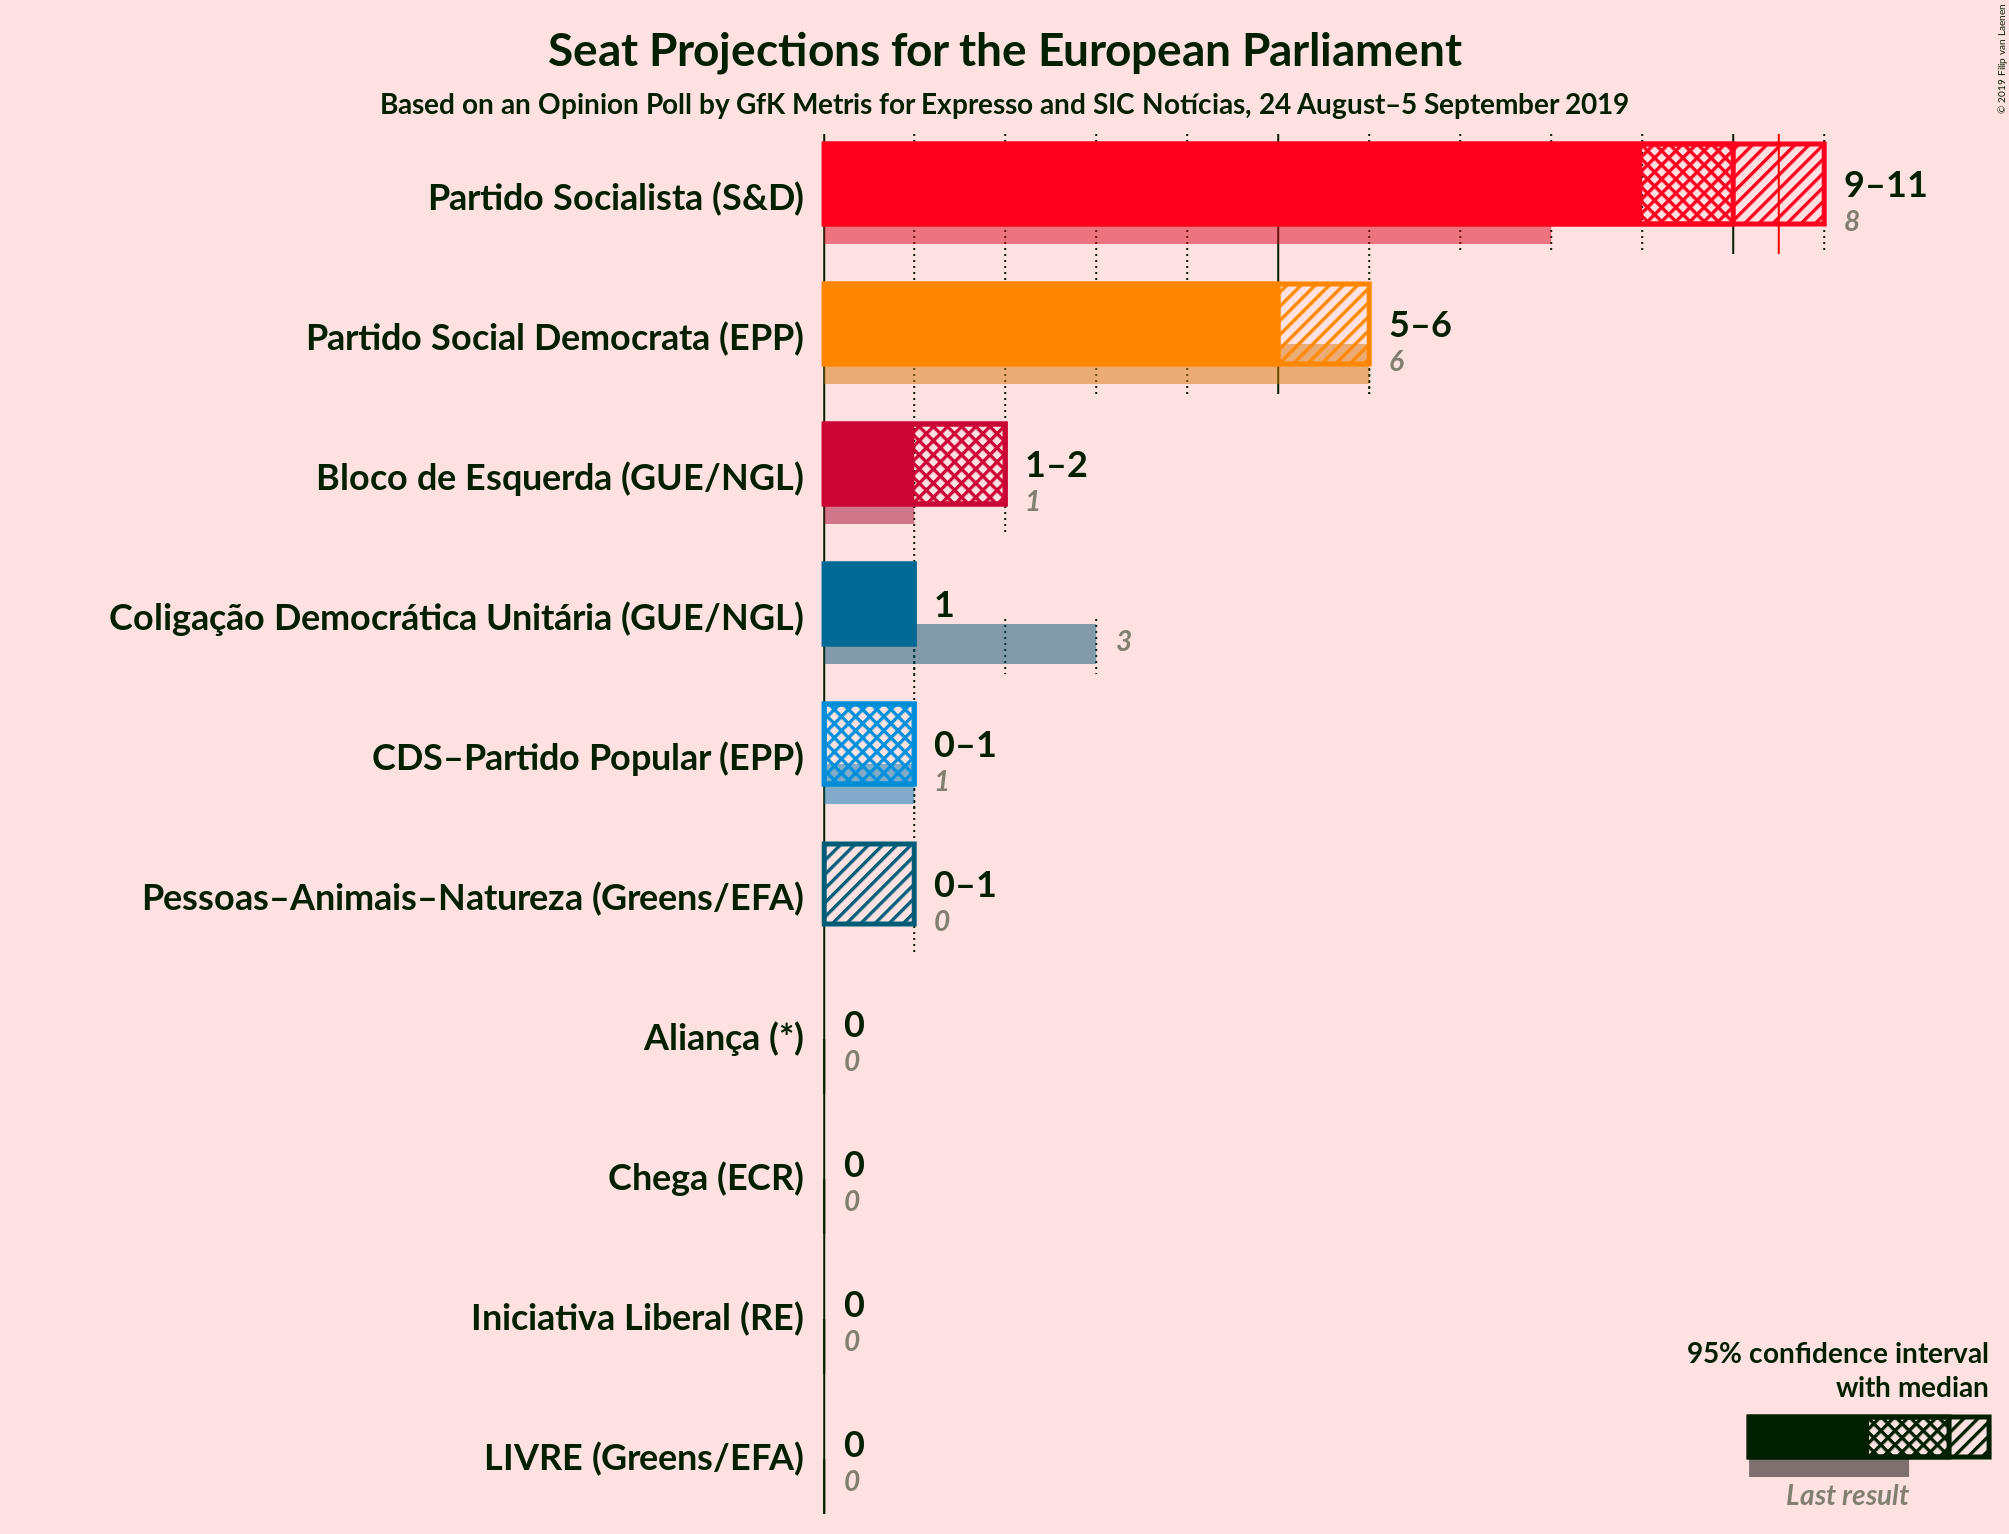 Seat Projections for the European Parliament
Based on an Opinion Poll by GfK Metris for Expresso and SIC Notícias, 24 August–5 September 2019
© 2019 Filip van Laenen
Partido Socialista (S&D)
9–11
8
Partido Social Democrata (EPP)
5–6
6
Bloco de Esquerda (GUE/NGL)
1–2
1
Coligação Democrática Unitária (GUE/NGL)
1
3
CDS–Partido Popular (EPP)
0–1
1
Pessoas–Animais–Natureza (Greens/EFA)
0–1
0
Aliança (*)
0
0
Chega (ECR)
0
0
Iniciativa Liberal (RE)
0
0
LIVRE (Greens/EFA)
0
0
95% confidence interval
with median
Last result